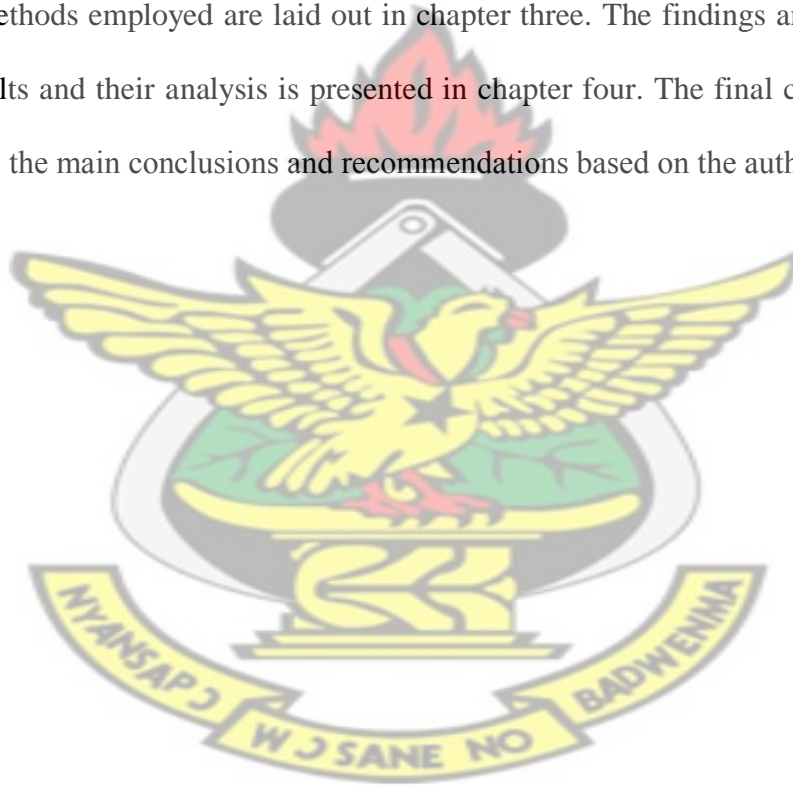 ethods employed are laid out in chapter three. The findings a
lts and their analysis is presented in chapter four. The final c
the main conclusions and recommendations based on the auth
NYANSAPƆ
WƆ SANE NO
BADWENMA